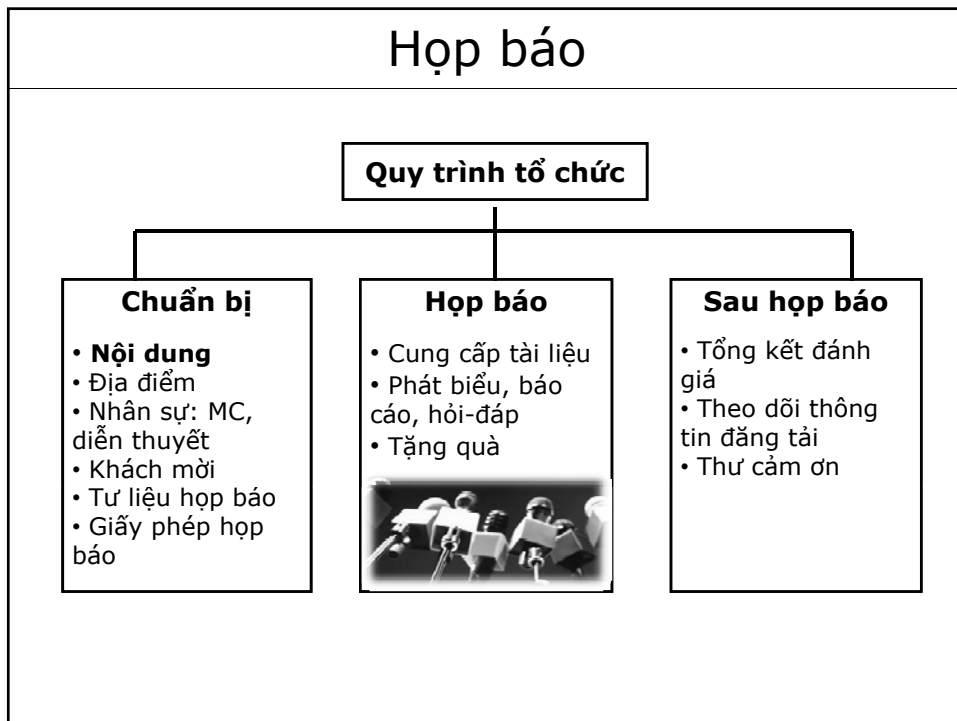 Họp báo
Quy trình tổ chức
Chuẩn bị
• Nội dung
• Địa điểm
• Nhân sự: MC,
diễn thuyết
• Khách mời
• Tư liệu họp báo
• Giấy phép họp
báo
Họp báo
• Cung cấp tài liệu
• Phát biểu, báo
cáo, hỏi-đáp
• Tặng quà
Sau họp báo
• Tổng kết đánh
giá
• Theo dõi thông
tin đăng tải
• Thư cảm ơn